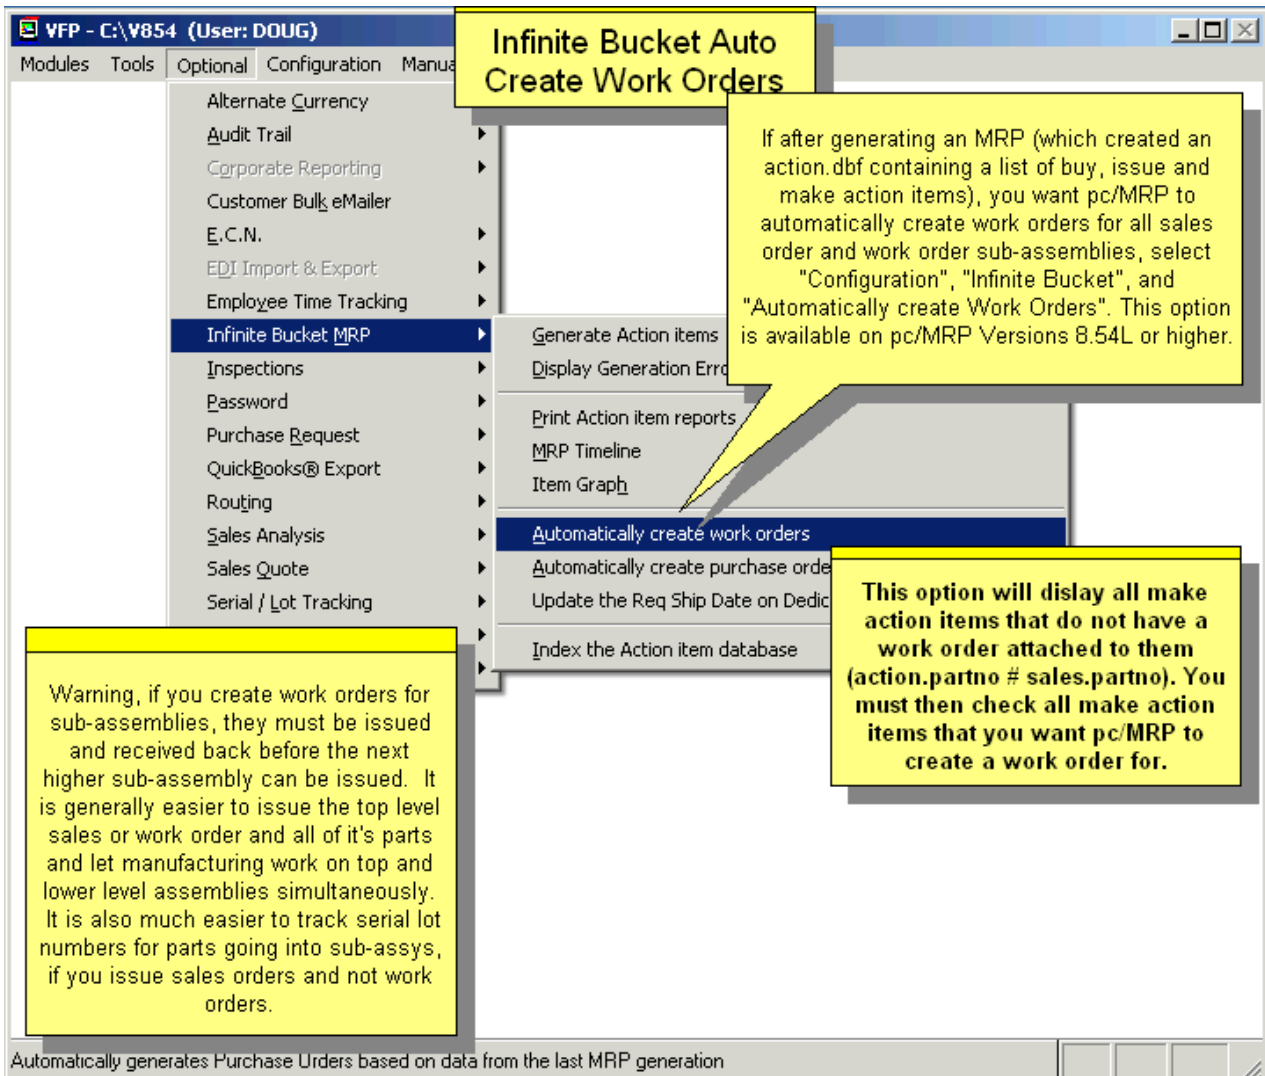 VFP - C:\V854 (User: DOUG)
Modules Tools Optional Configuration
Infinite Bucket Auto
Create Work Orders
Alternate Currency
Audit Trail
Corporate Reporting
Customer Bulk eMailer
E.C.N.
EDI Import & Export
Employee Time Tracking
Infinite Bucket MRP
Inspections
Password
Purchase Request
QuickBooks® Export
Routing
Sales Analysis
Sales Quote
Serial / Lot Tracking
Generate Action items
Display Generation
Print Action item reports
MRP Timeline
Item Graph
Automatically create work orders
Automatically create purchase
Update the Req Ship Date on
Index the Action item database
If after generating an MRP (which created an
action.dbf containing a list of buy, issue and
make action items), you want pc/MRP to
automatically create work orders for all sales
order and work order sub-assemblies, select
"Configuration", "Infinite Bucket", and
"Automatically create Work Orders". This option
is available on pc/MRP Versions 8.54L or higher.
This option will dislay all make
action items that do not have a
work order attached to them
(action.partno # sales.partno). You
must then check all make action
items that you want pc/MRP to
create a work order for.
Warning, if you create work orders for
sub-assemblies, they must be issued
and received back before the next
higher sub-assembly can be issued. It
is generally easier to issue the top level
sales or work order and all of it's parts
and let manufacturing work on top and
lower level assemblies simultaneously.
It is also much easier to track serial lot
numbers for parts going into sub-assys,
if you issue sales orders and not work
orders.
Automatically generates Purchase Orders based on data from the last MRP generation